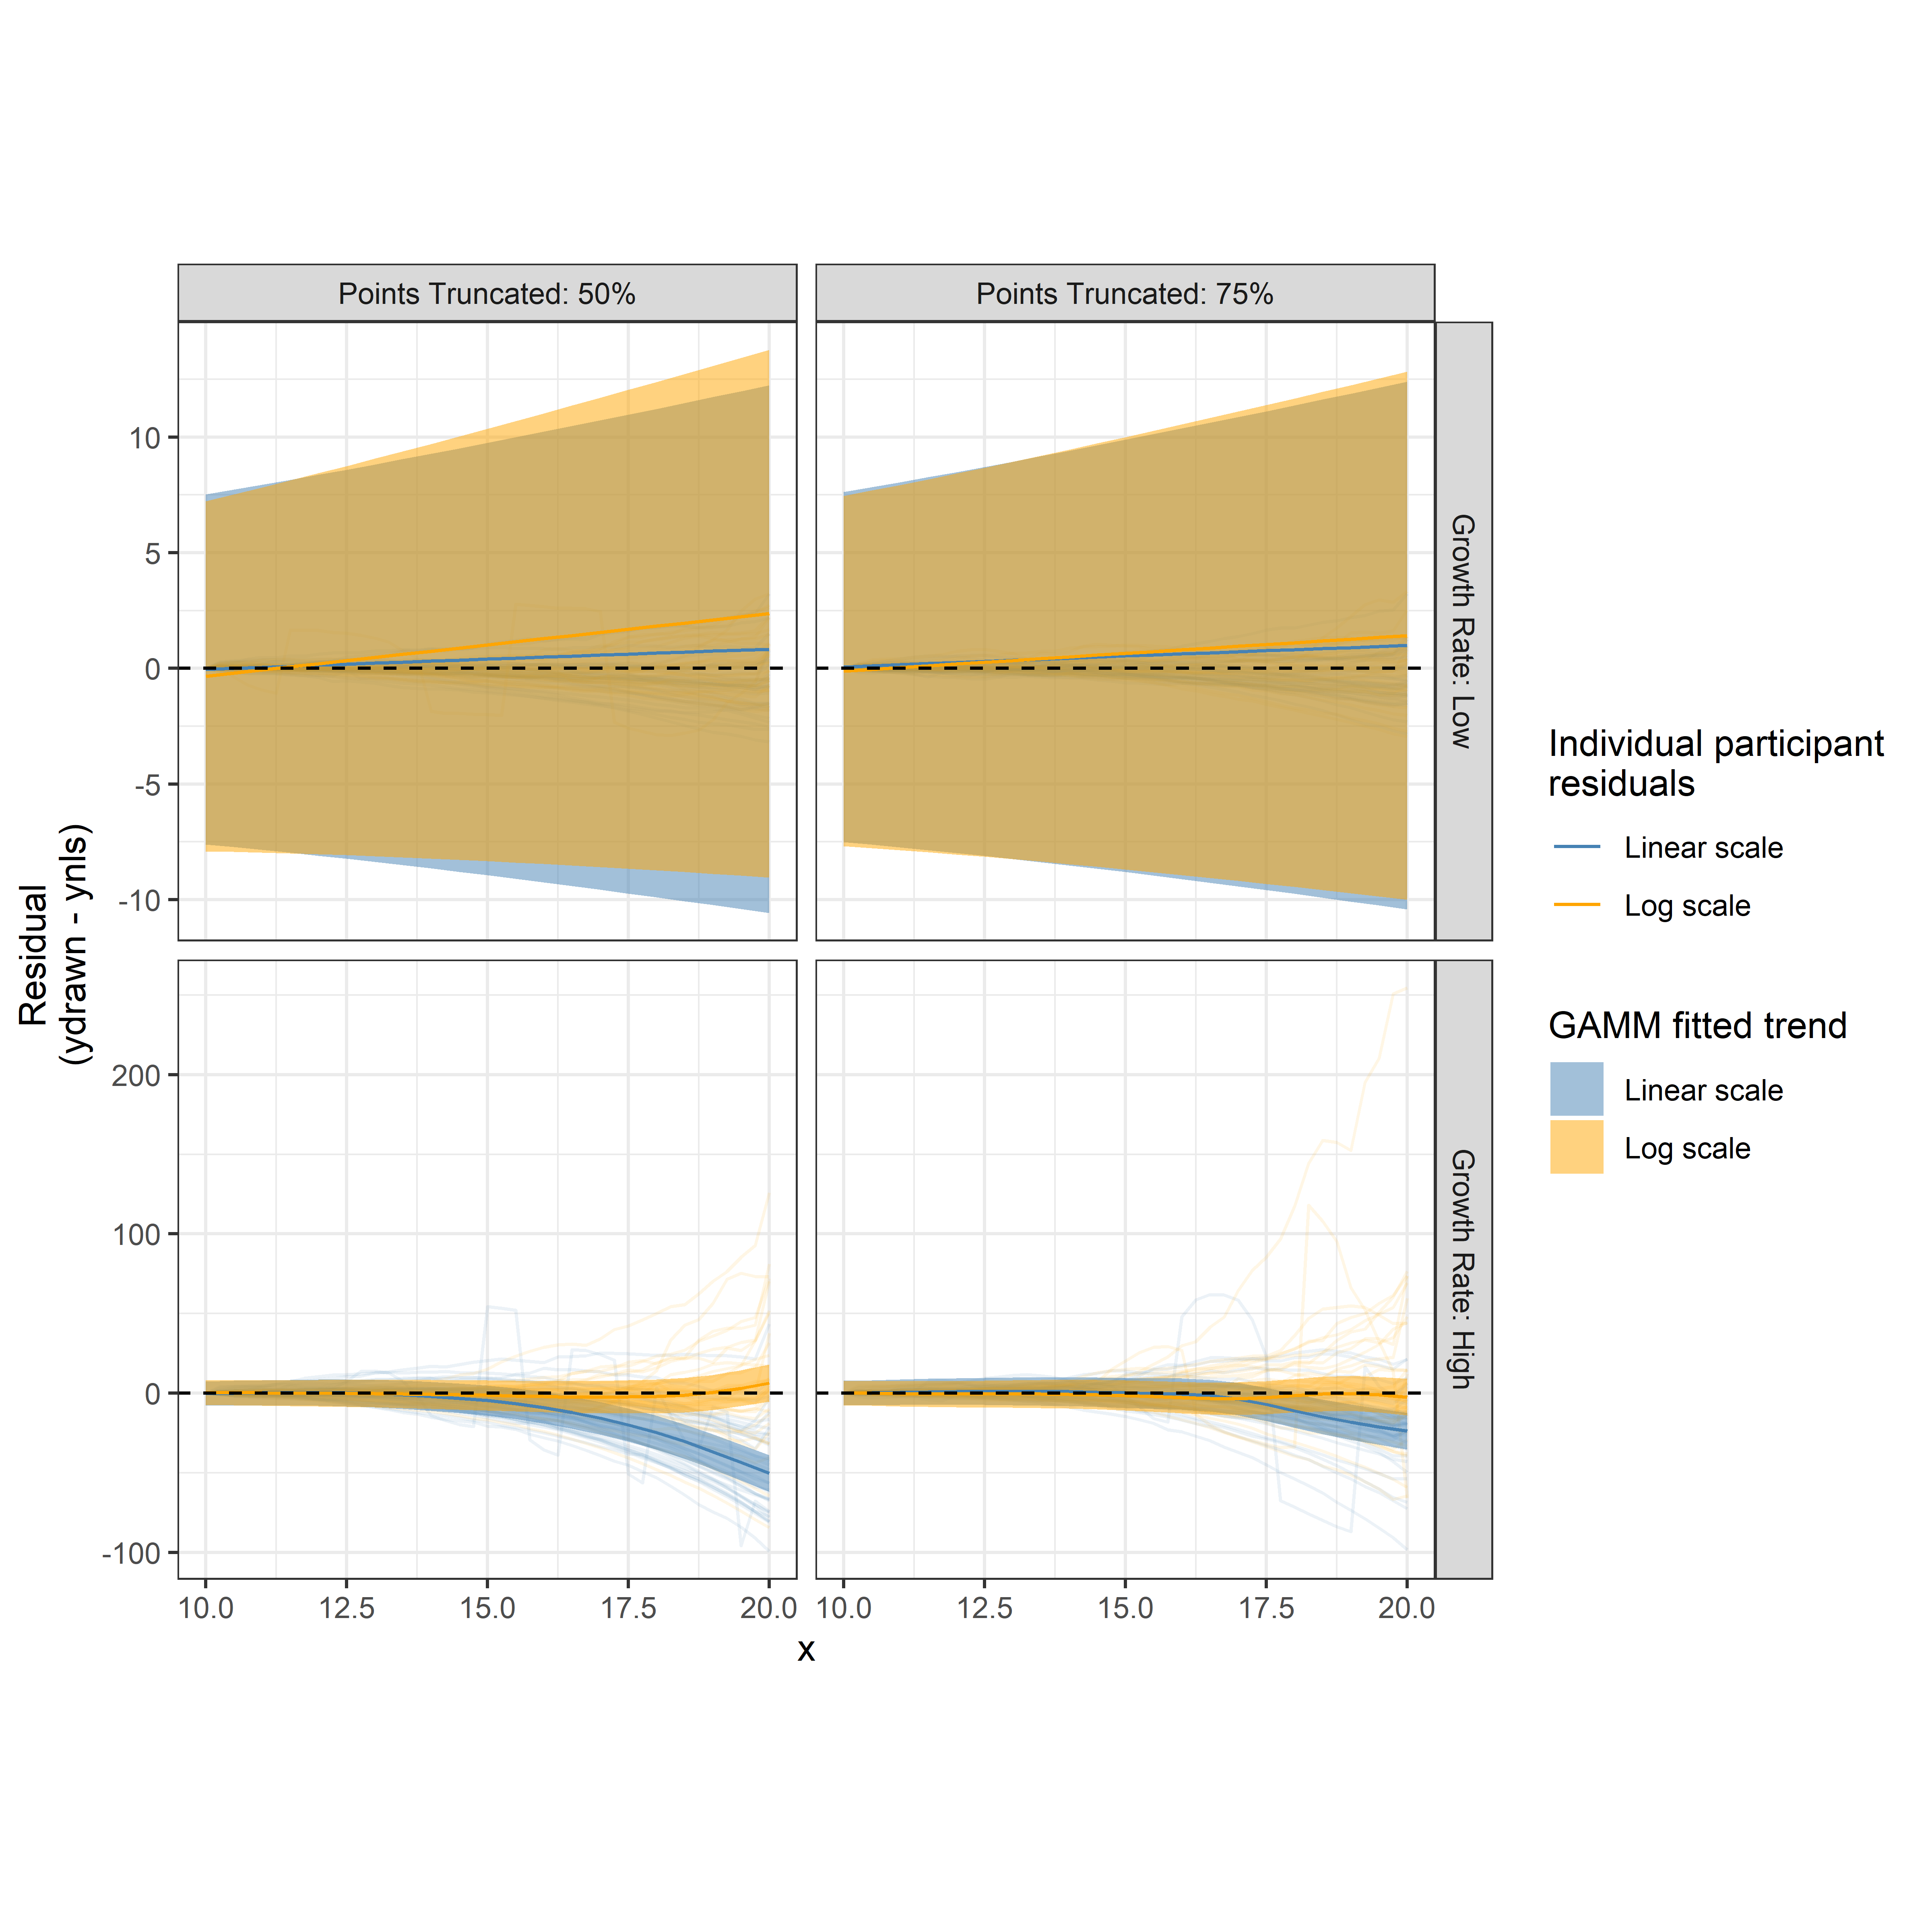 Points Truncated: 50%
Points Truncated: 75%
10
5
0
-5
-10
Growth Rate: Low
200
100
0
-100
Growth Rate: High
10.0
12.5
15.0
17.5
20.0
10.0
12.5
15.0
17.5
20.0
x
Residual
(ydrawn - ynls)
Individual participant
residuals
Linear scale
Log scale
GAMM fitted trend
Linear scale
Log scale